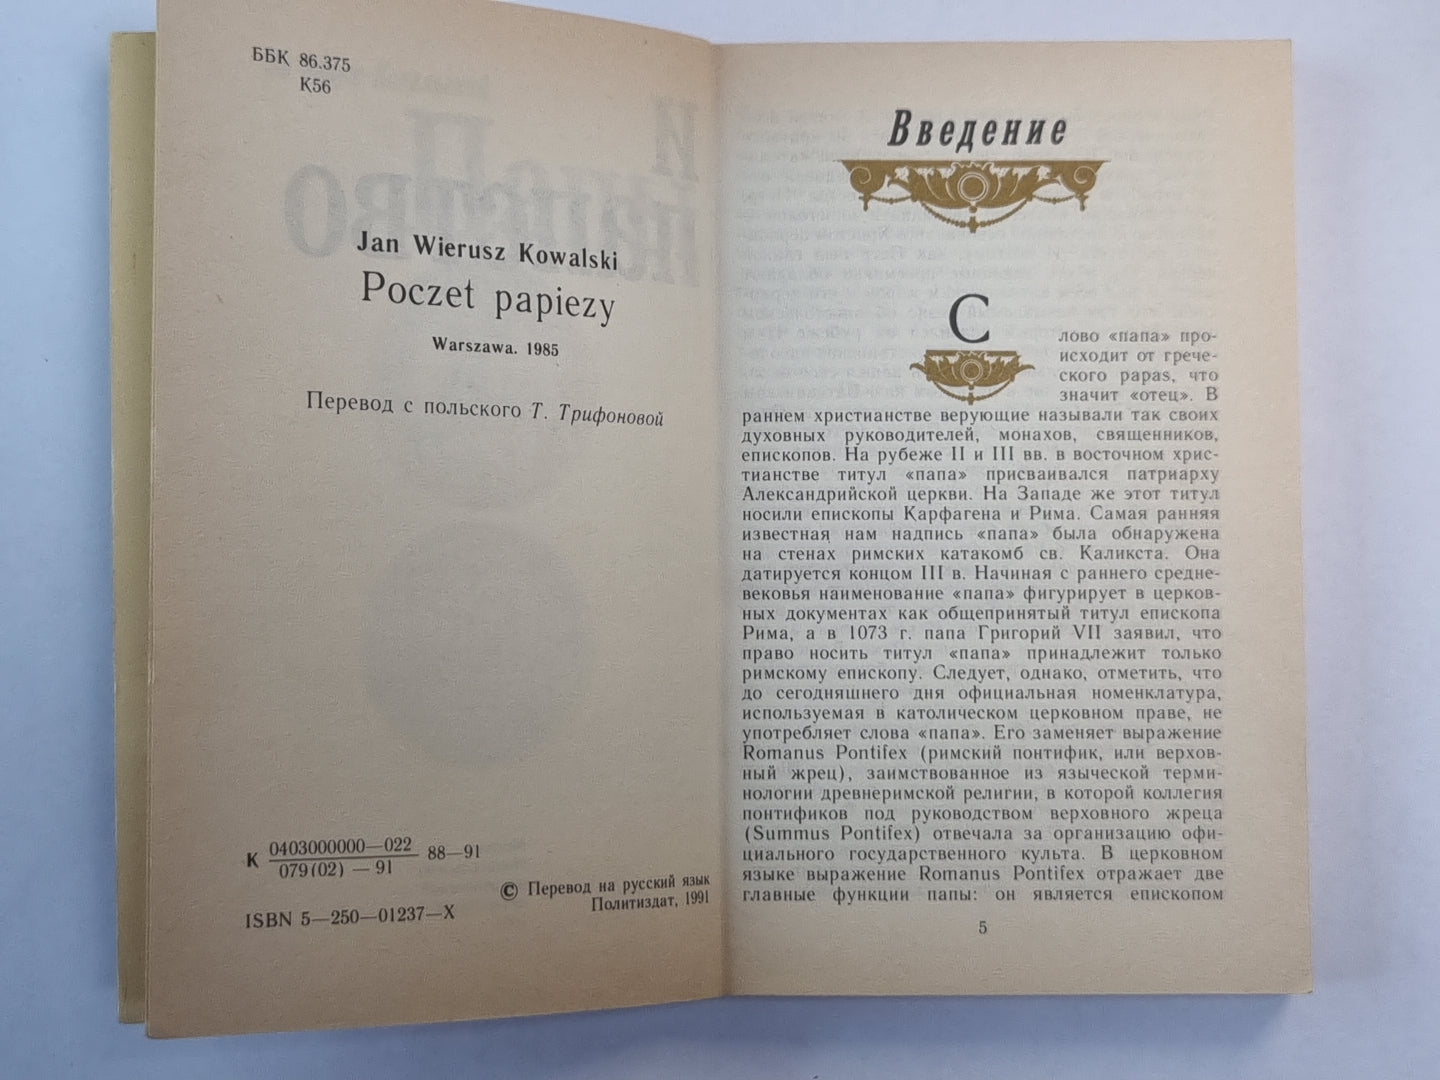 ББК 86.375
К56
Jan Wierusz Kowalski
Poczet papiezy
Warszawa. 1985
Перевод с польского Т. Трифоновой
К 0403000000—022
079(02) — 91
88—91
ISBN 5—250—01237—X
© Перевод на русский язык
Политиздат, 1991
Введение
С
лово «папа» про-
исходит от грече-
ского papas, что
значит «отец». В
раннем христианстве верующие называли так своих
духовных руководителей, монахов, священников,
епископов. На рубеже II и III вв. в восточном хрис-
тианстве титул «папа» присваивался патриарху
Александрийской церкви. На Западе же этот титул
носили епископы Карфагена и Рима. Самая ранняя
известная нам надпись «папа» была обнаружена
на стенах римских катакомб св. Каликста. Она
датируется концом III в. Начиная с раннего средне-
вековья наименование «папа» фигурирует в церков-
ных документах как общепринятый титул епископа
Рима, а в 1073 г. папа Григорий VII заявил, что
право носить титул «папа» принадлежит только
римскому епископу. Следует, однако, отметить, что
до сегодняшнего дня официальная номенклатура,
используемая в католическом церковном праве, не
употребляет слова «папа». Его заменяет выражение
Romanus Pontifex (римский понтифик, или верхов-
ный жрец), заимствованное из языческой терми-
нологии древнеримской религии, в которой коллегия
понтификов под руководством верховного жреца
(Summus Pontifex) отвечала за организацию офи-
циального государственного культа. В церковном
языке выражение Romanus Pontifex отражает две
главные функции папы: он является епископом
5